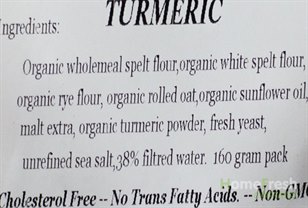 TURMERIC
Ingredients:
Organic wholemeal spelt flour,organic white spelt flour,
organic rye flour, organic rolled oat,organic sunflower oil,
malt extra, organic turmeric powder, fresh yeast,
unrefined sea salt,38% filtred water. 160 gram pack
HomeFresh
Cholesterol Free -- No Trans Fatty Acids. -- Non-GMO